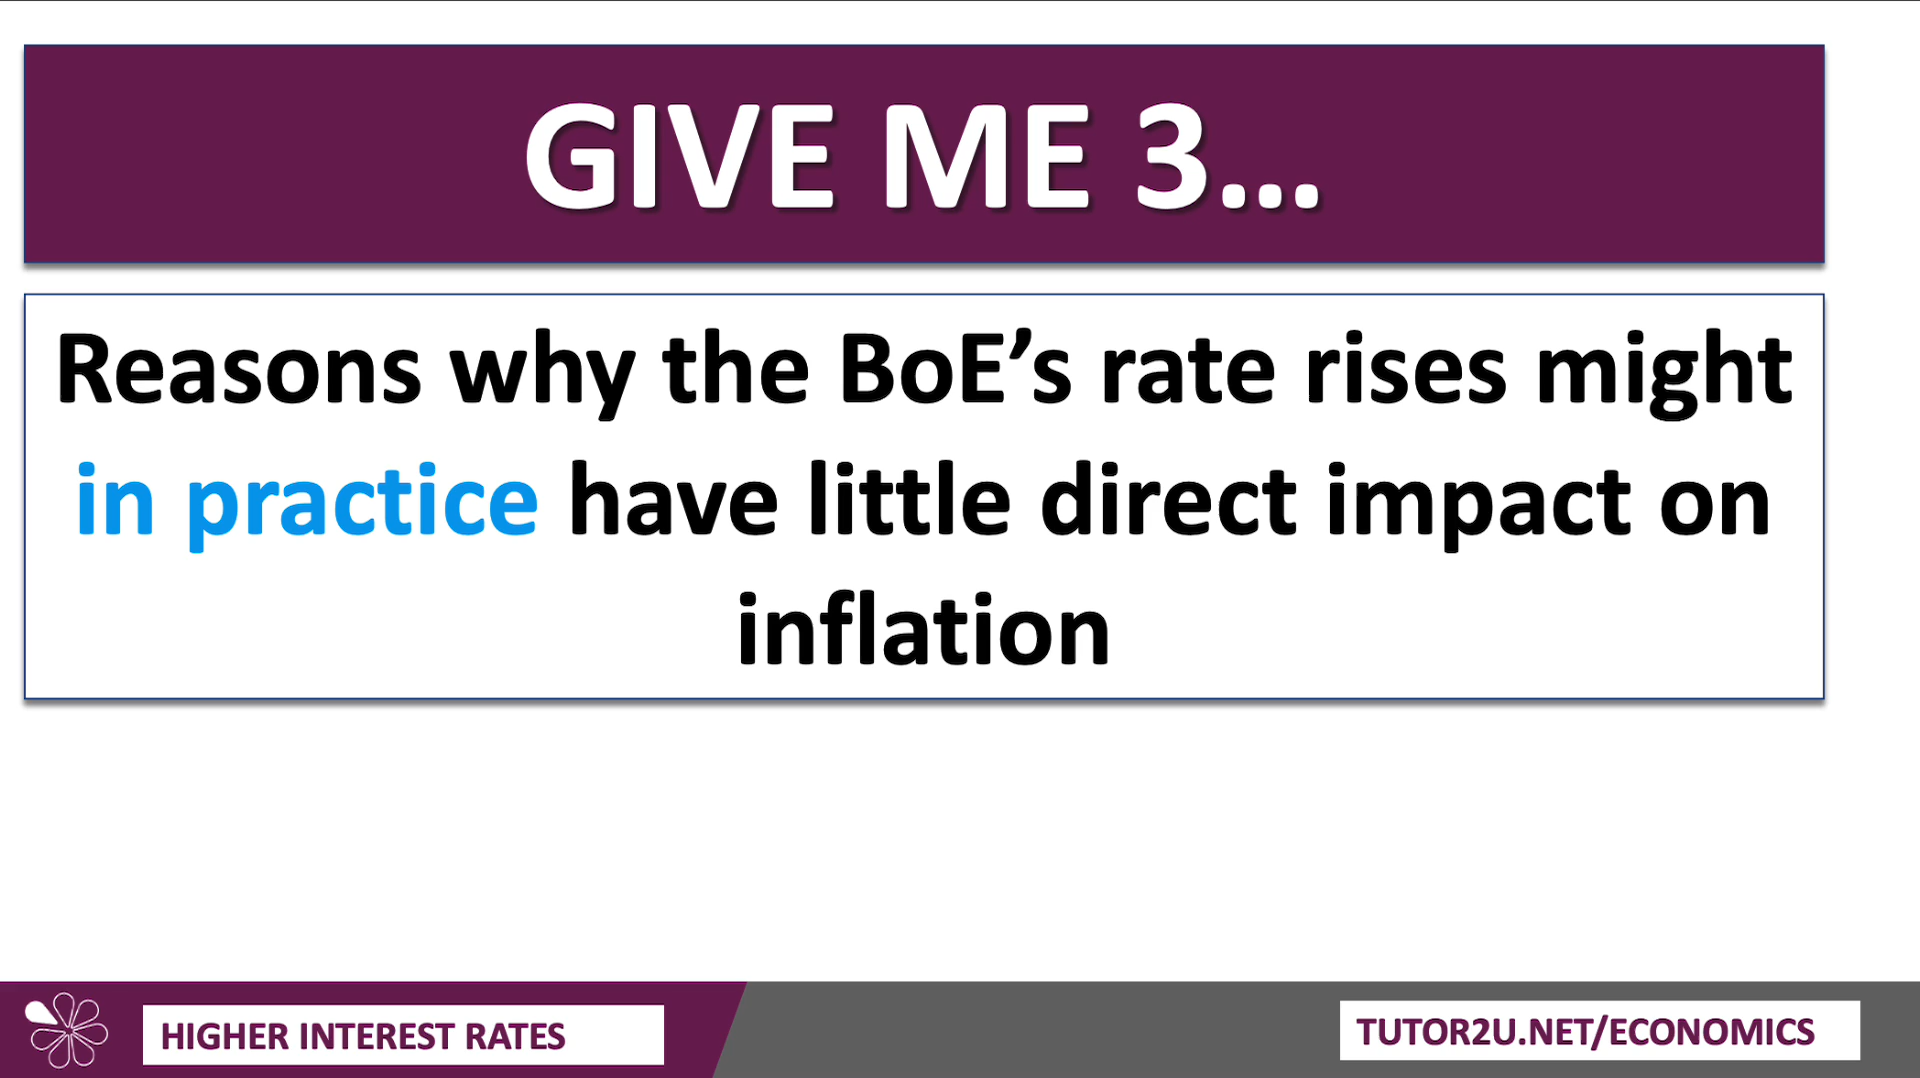 GIVE ME 3...
Reasons why the BoE’s rate rises might
in practice have little direct impact on
inflation
HIGHER INTEREST RATES
TUTOR2U.NET/ECONOMICS